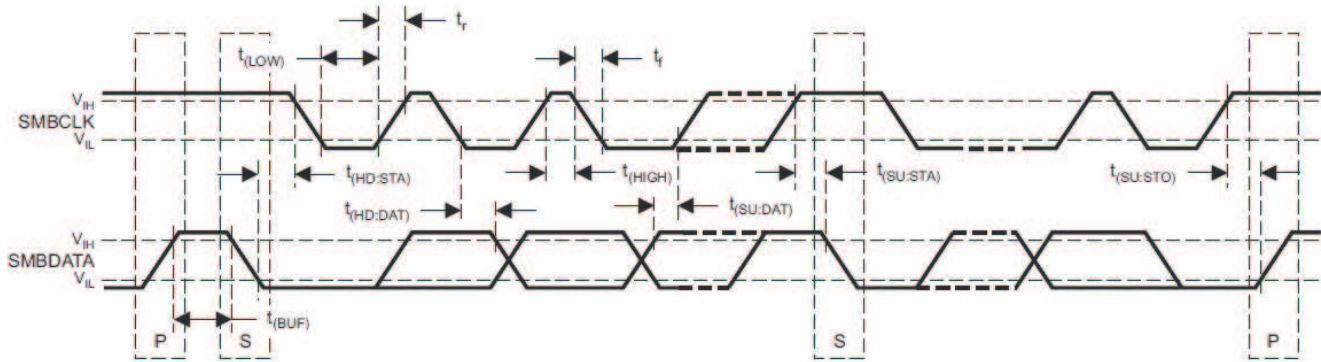 t(LOW)
tr
tf
VIH
SMBCLK
VIL
t(HD:STA)
t(HIGH)
t(SU:STA)
t(SU:STO)
t(HD:DAT)
t(SU:DAT)
VIH
SMBDATA
VIL
t(BUF)
P
S
S
P